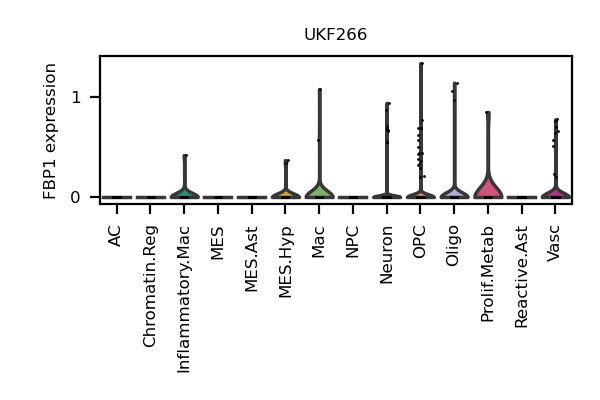 UKF266
FBP1 expression
1
0
AC
Chromatin.Reg
Inflammatory.Mac
MES
MES.Ast
MES.Hyp
Mac
NPC
Neuron
OPC
Oligo
Prolif.Metab
Reactive.Ast
Vasc